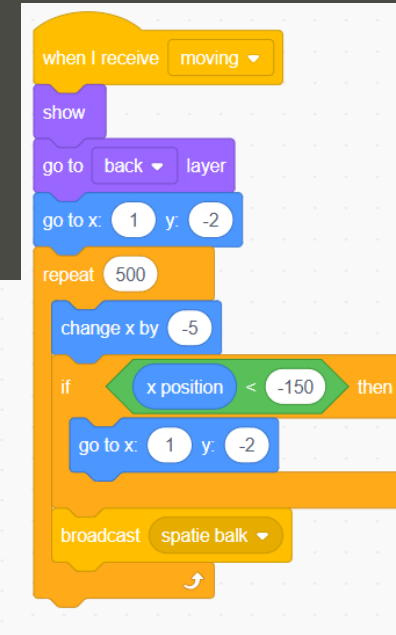 when I receive moving
show
go to back layer
go to x: 1 y: -2
repeat 500
change x by -5
if x position < -150 then
go to x: 1 y: -2
broadcast spatie balk